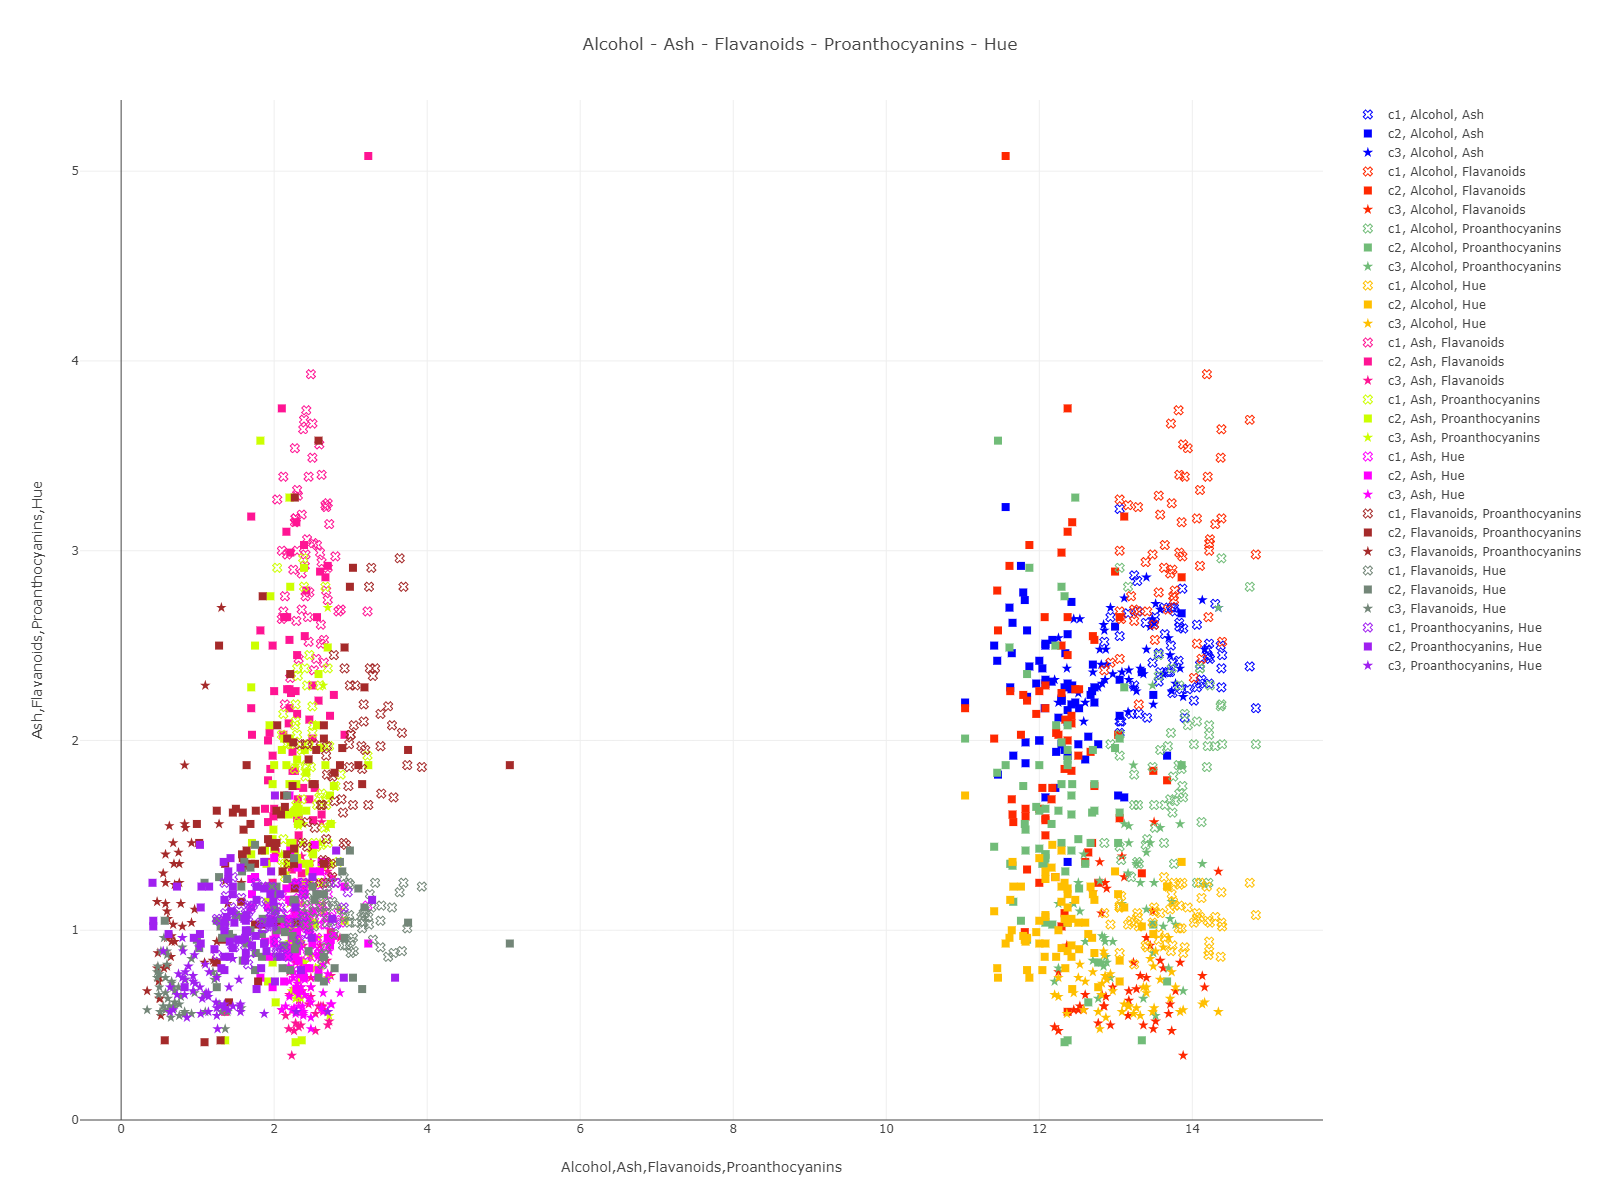 Alcohol - Ash - Flavanoids - Proanthocyanins - Hue
5
4
3
2
1
0
Ash,Flavanoids,Proanthocyanins,Hue
0 2 4 6 8 10 12 14
Alcohol,Ash,Flavanoids,Proanthocyanins
c1, Alcohol, Ash
c2, Alcohol, Ash
c3, Alcohol, Ash
c1, Alcohol, Flavanoids
c2, Alcohol, Flavanoids
c3, Alcohol, Flavanoids
c1, Alcohol, Proanthocyanins
c2, Alcohol, Proanthocyanins
c3, Alcohol, Proanthocyanins
c1, Alcohol, Hue
c2, Alcohol, Hue
c3, Alcohol, Hue
c1, Ash, Flavanoids
c2, Ash, Flavanoids
c3, Ash, Flavanoids
c1, Ash, Proanthocyanins
c2, Ash, Proanthocyanins
c3, Ash, Proanthocyanins
c1, Ash, Hue
c2, Ash, Hue
c3, Ash, Hue
c1, Flavanoids, Proanthocyanins
c2, Flavanoids, Proanthocyanins
c3, Flavanoids, Proanthocyanins
c1, Flavanoids, Hue
c2, Flavanoids, Hue
c3, Flavanoids, Hue
c1, Proanthocyanins, Hue
c2, Proanthocyanins, Hue
c3, Proanthocyanins, Hue